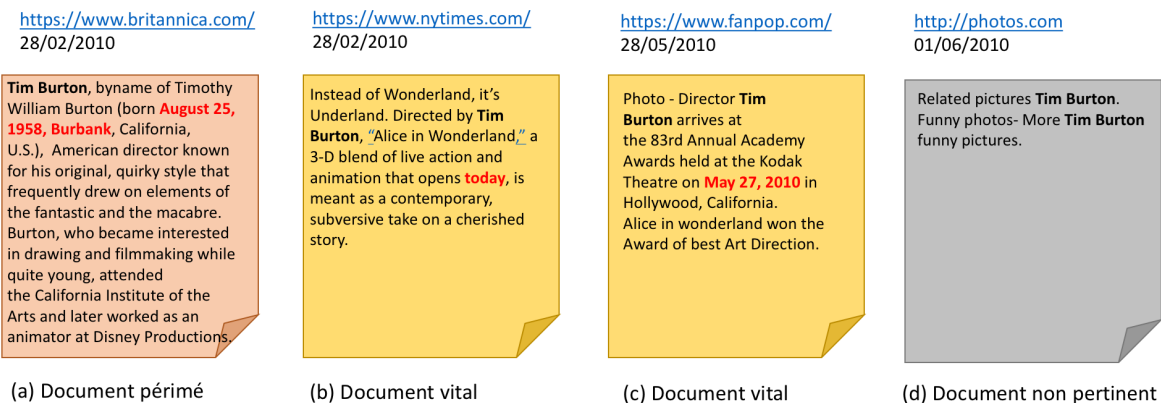 https://www.britannica.com/
28/02/2010
Tim Burton, byname of Timothy
William Burton (born August 25,
1958, Burbank, California,
U.S.),  American director known
for his original, quirky style that
frequently drew on elements of
the fantastic and the macabre.
Burton, who became interested
in drawing and filmmaking while
quite young, attended
the California Institute of the
Arts and later worked as an
animator at Disney Productions.
(a) Document périmé
https://www.nytimes.com/
28/02/2010
Instead of Wonderland, it’s
Underland. Directed by Tim
Burton, “Alice in Wonderland,” a
3-D blend of live action and
animation that opens today, is
meant as a contemporary,
subversive take on a cherished
story.
(b) Document vital
https://www.fanpop.com/
28/05/2010
Photo - Director Tim
Burton arrives at
the 83rd Annual Academy
Awards held at the Kodak
Theatre on May 27, 2010 in
Hollywood, California.
Alice in wonderland won the
Award of best Art Direction.
(c) Document vital
http://photos.com
01/06/2010
Related pictures Tim Burton.
Funny photos- More Tim Burton
funny pictures.
(d) Document non pertinent